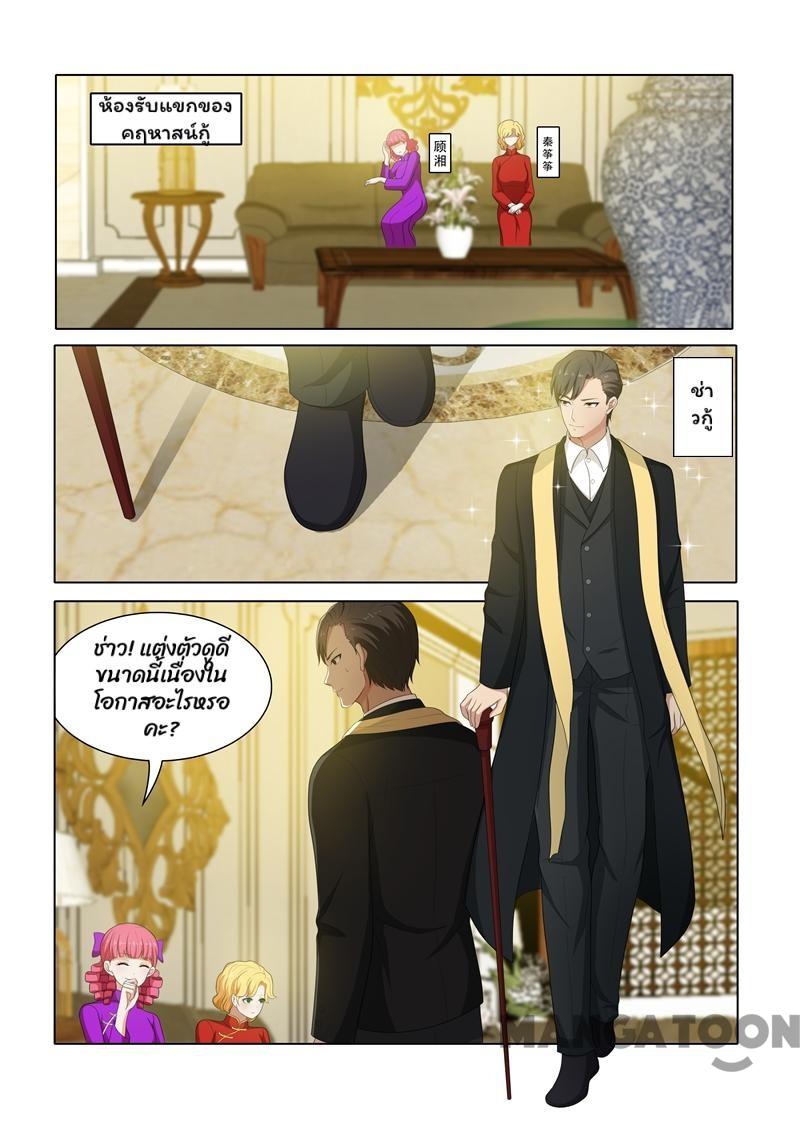 ห้องรับแขกของ
คฤหาสน์กู้
顾湘
秦筝筝
ช่า
วกู้
ช่าว! แต่งตัวดูดี
ขนาดนี้เนื่องใน
โอกาสอะไรหรอ
คะ?
MANGATOON